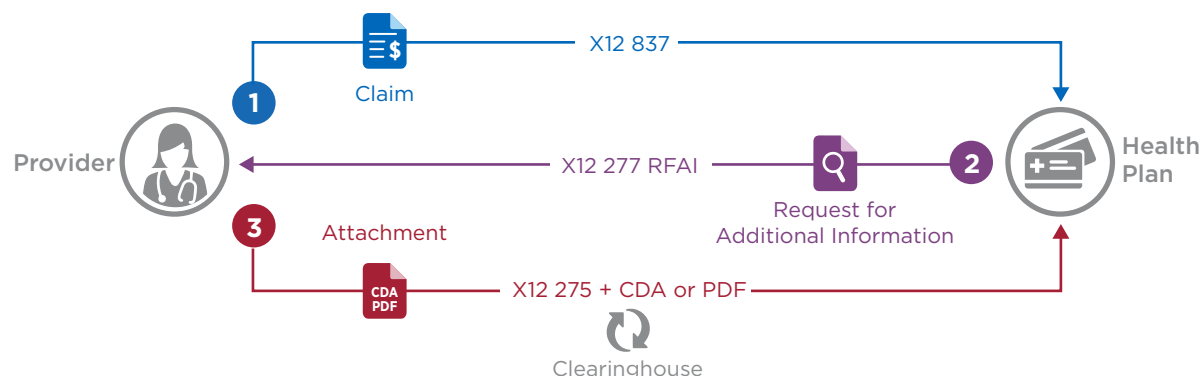 X12 837
$
Claim
1
Provider
X12 277 RFAI
2
Health
Plan
Request for
Additional Information
3
Attachment
CDA
PDF
X12 275 + CDA or PDF
Clearinghouse